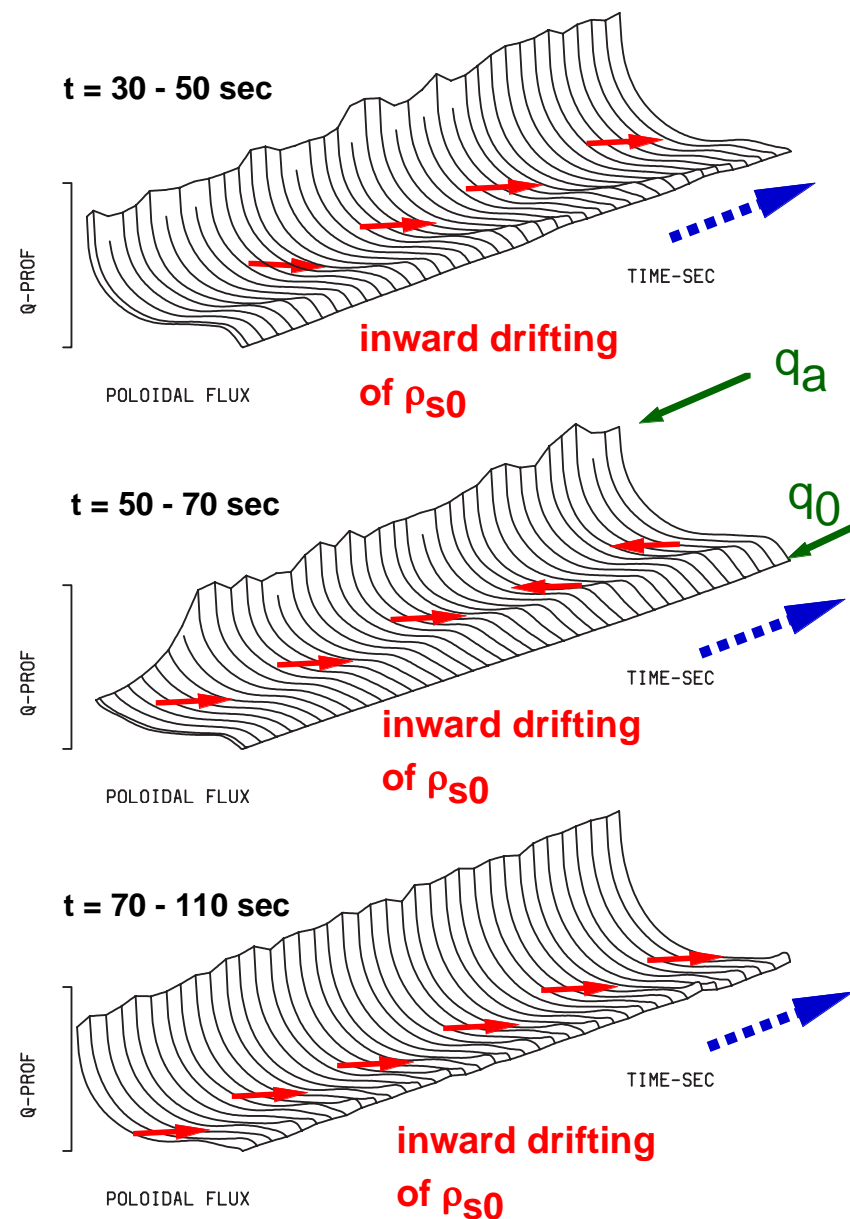 t = 30 - 50 sec
Q-PROF
TIME-SEC
inward drifting
of ρs0
POLOIDAL FLUX
qa
t = 50 - 70 sec
q0
Q-PROF
TIME-SEC
inward drifting
of ρs0
POLOIDAL FLUX
t = 70 - 110 sec
Q-PROF
TIME-SEC
inward drifting
of ρs0
POLOIDAL FLUX